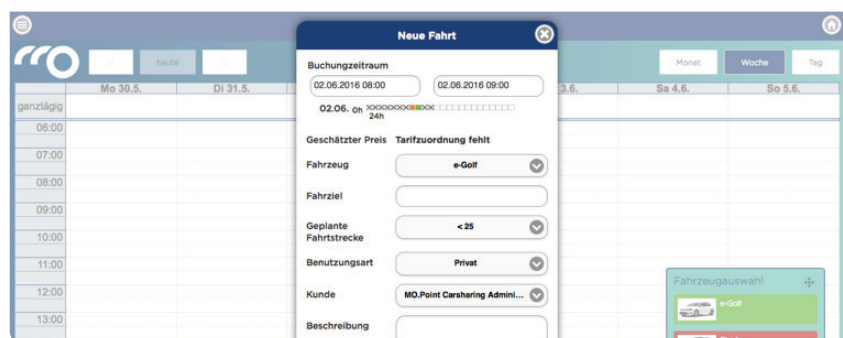 Neue Fahrt
heute
Monat Woche Tag
Mo 30.5. Di 31.5. 3.6. Sa 4.6. So 5.6.
ganztägig
06:00
07:00
08:00
09:00
10:00
11:00
12:00
13:00
Buchungzeitraum
02.06.2016 08:00 02.06.2016 09:00
02.06. 0h
24h
Geschätzter Preis Tarifzuordnung fehlt
Fahrzeug e-Golf
Fahrziel
Geplante
Fahrtstrecke < 25
Benutzungsart Privat
Kunde MO.Point Carsharing Admini...
Beschreibung
Fahrzeugauswahl
e-Golf